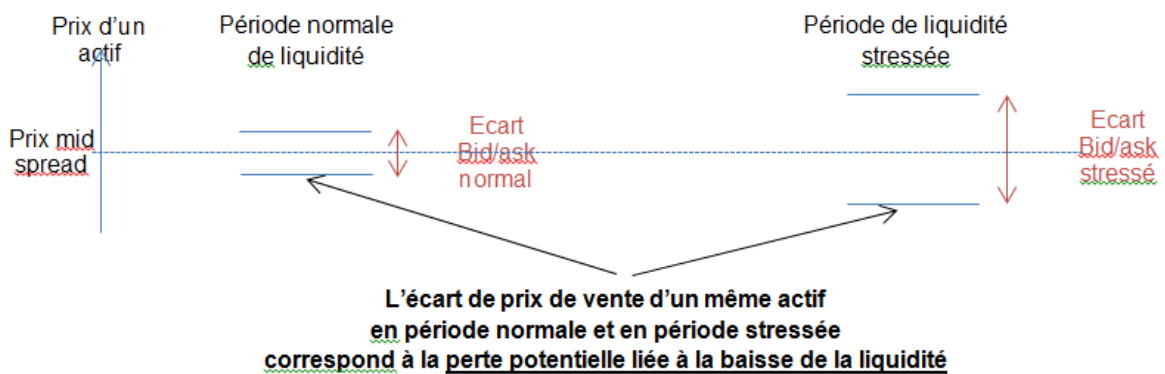 Prix d’un
actif
Période normale
de liquidité
Période de liquidité
stressée
Prix mid
spread
Ecart
Bid/ask
normal
Ecart
Bid/ask
stressé
L’écart de prix de vente d’un même actif
en période normale et en période stressée
correspond à la perte potentielle liée à la baisse de la liquidité